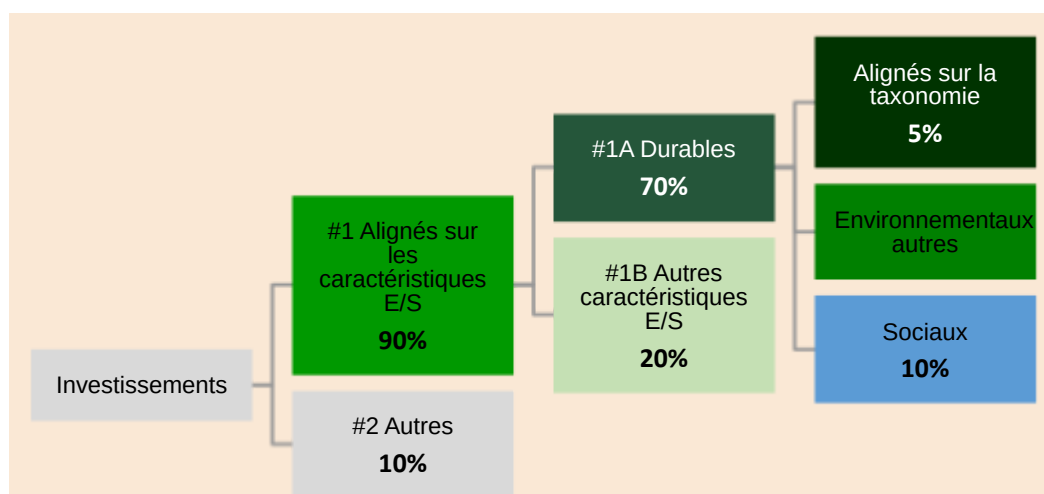 Investissements
#1 Alignés sur
les
caractéristiques
E/S
90%
#2 Autres
10%
#1A Durables
70%
#1B Autres
caractéristiques
E/S
20%
Alignés sur la
taxonomie
5%
Environnementaux
autres
Sociaux
10%